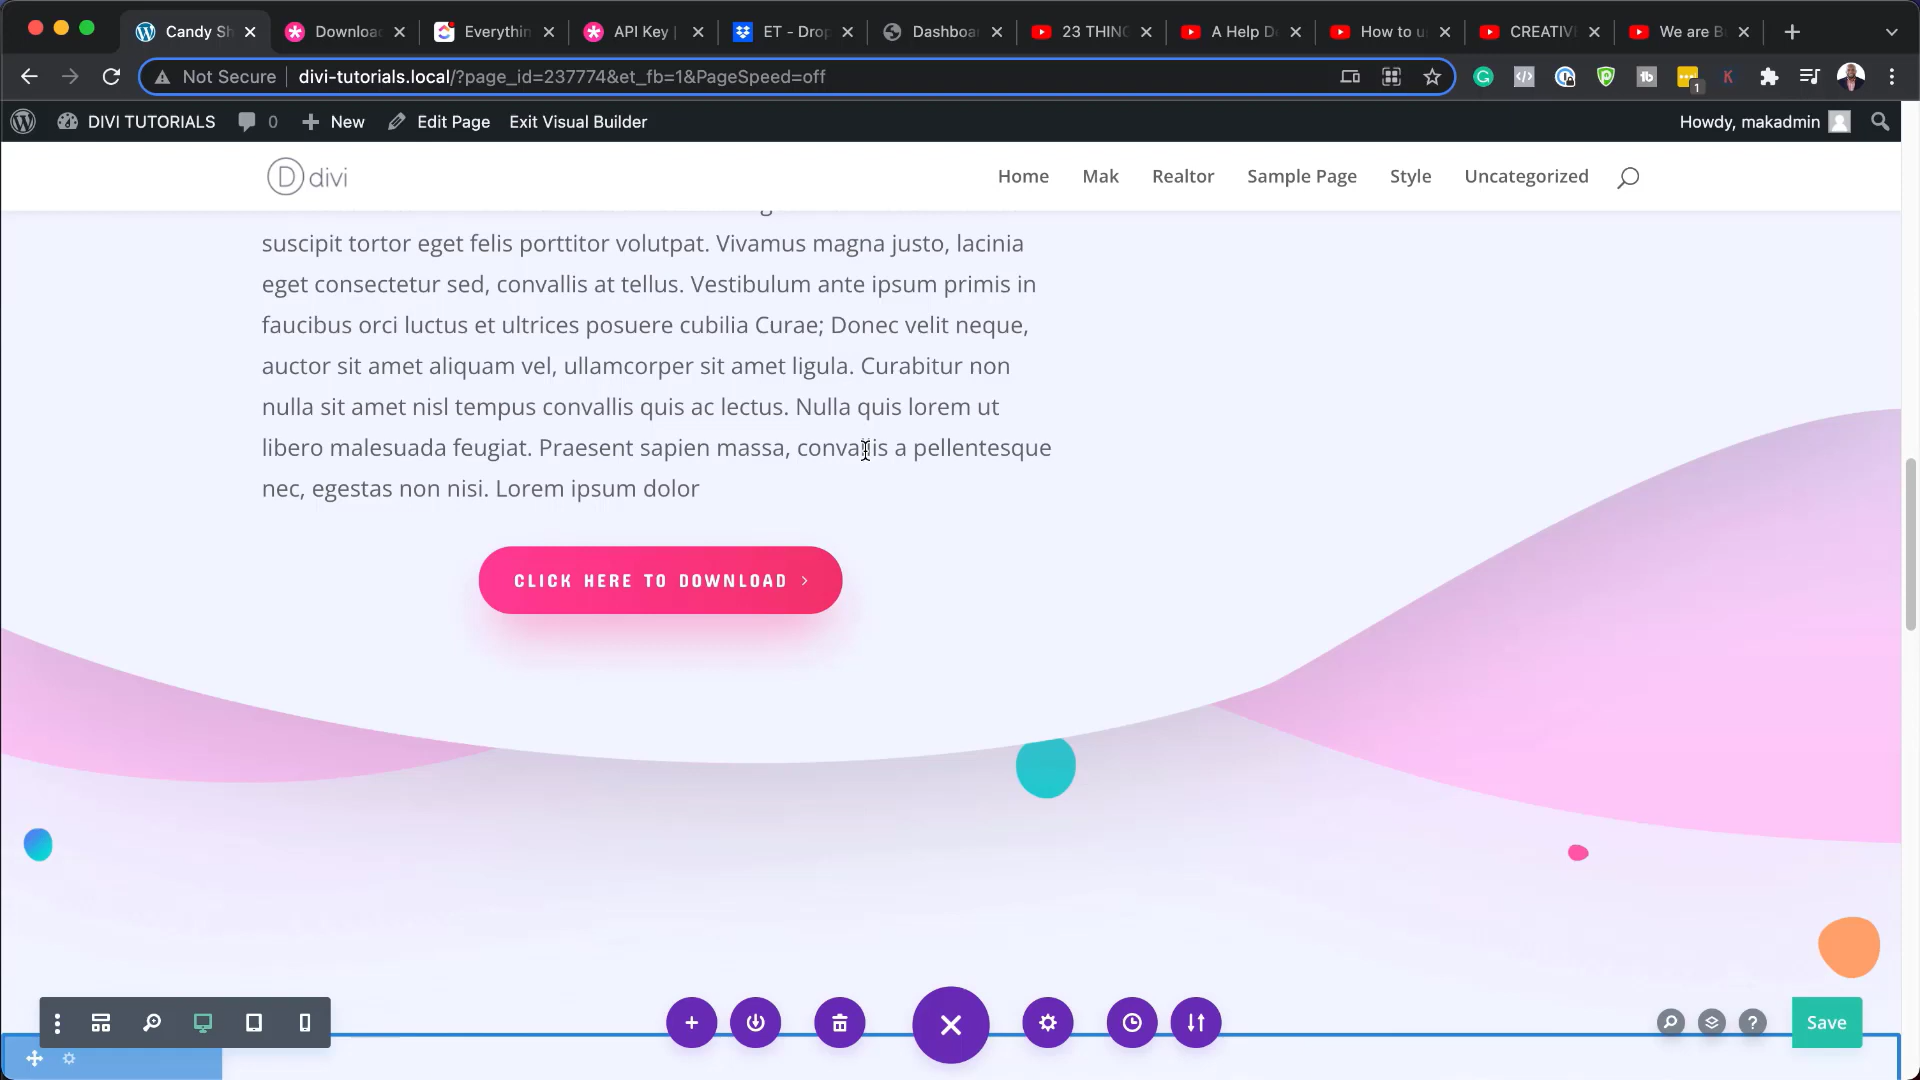 Candy Sh
Downloa
Everythin
API Key |
ET - Drop
Dashboa
23 THING
A Help D
How to u
CREATIV
We are B
Not Secure
divi-tutorials.local/?page_id=237774&et_fb=1&PageSpeed=off
1
DIVI TUTORIALS
0
New
Edit Page
Exit Visual Builder
Howdy, makadmin
D divi
Home
Mak
Realtor
Sample Page
Style
Uncategorized
suscipit tortor eget felis porttitor volutpat. Vivamus magna justo, lacinia
eget consectetur sed, convallis at tellus. Vestibulum ante ipsum primis in
faucibus orci luctus et ultrices posuere cubilia Curae; Donec velit neque,
auctor sit amet aliquam vel, ullamcorper sit amet ligula. Curabitur non
nulla sit amet nisl tempus convallis quis ac lectus. Nulla quis lorem ut
libero malesuada feugiat. Praesent sapien massa, convallis a pellentesque
nec, egestas non nisi. Lorem ipsum dolor
CLICK HERE TO DOWNLOAD
Save